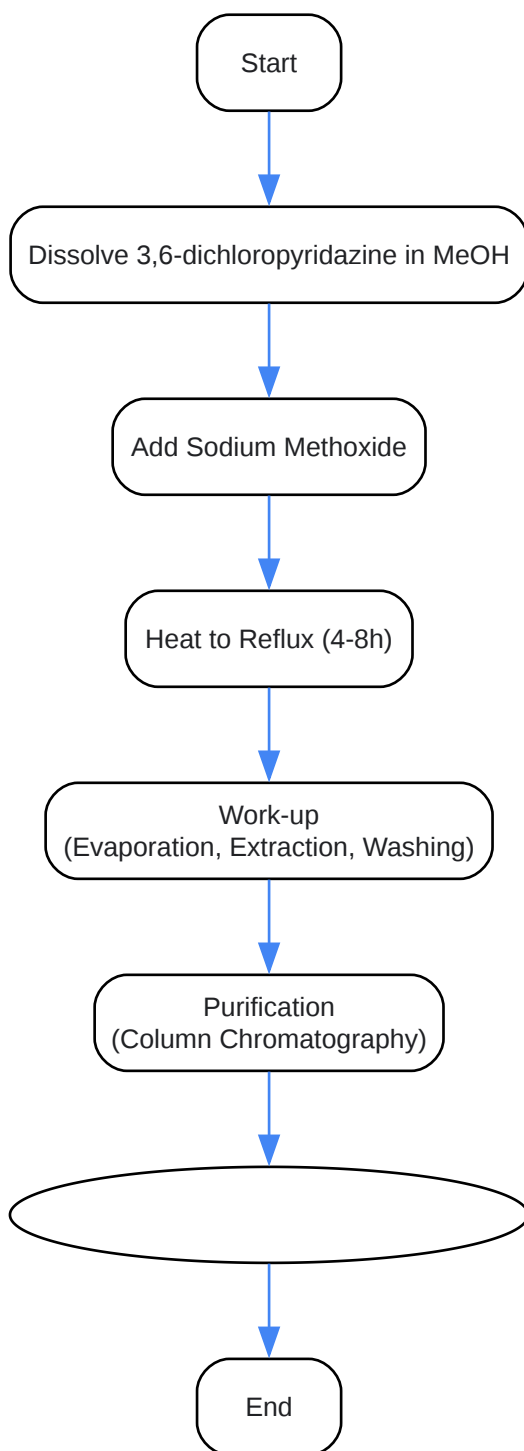 Start
Dissolve 3,6-dichloropyridazine in MeOH
Add Sodium Methoxide
Heat to Reflux (4-8h)
Work-up
(Evaporation, Extraction, Washing)
Purification
(Column Chromatography)
End